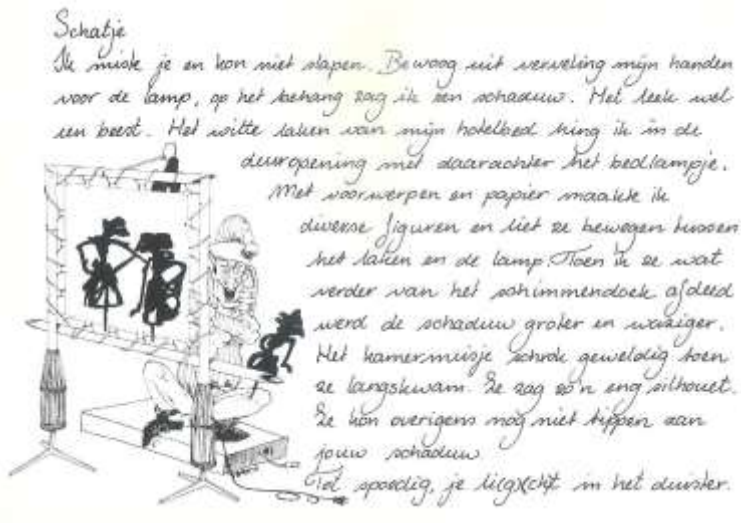 Schatje
Ik miste je en kon niet slapen. Bewoog uit verveling mijn handen
voor de lamp, op het behang zag ik een schaduw. Het leek wel
een beest. Het witte laken van mijn hotelbed hing ik in de
deuropening met daarachter het bedlampje.
Met voorwerpen en papier maakte ik
diverse figuren en liet ze bewegen tussen
het laken en de lamp. Toen ik ze wat
verder van het schimmendoek af deed
werd de schaduw groter en waziger.
Het kamermuisje schrok geweldig toen
ze langskwam. Ze zag zo'n eng silhouet.
Ze kon overigens nog niet tippen aan
jouw schaduw
Tot spoedig, je li(g)(ch)t in het duister.